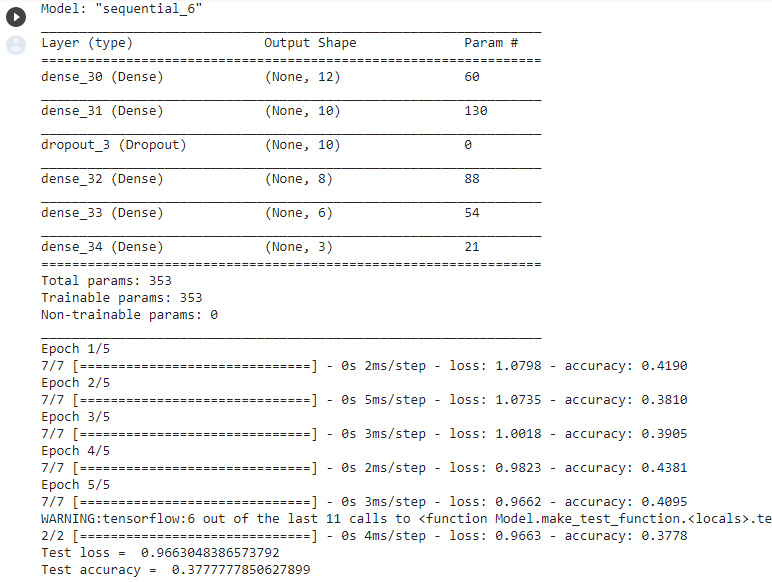 Model: "sequential_6"
_________________________________________________________________
Layer (type)                 Output Shape              Param #
=================================================================
dense_30 (Dense)             (None, 12)                60
_________________________________________________________________
dense_31 (Dense)             (None, 10)                130
_________________________________________________________________
dropout_3 (Dropout)          (None, 10)                0
_________________________________________________________________
dense_32 (Dense)             (None, 8)                 88
_________________________________________________________________
dense_33 (Dense)             (None, 6)                 54
_________________________________________________________________
dense_34 (Dense)             (None, 3)                 21
=================================================================
Total params: 353
Trainable params: 353
Non-trainable params: 0
_________________________________________________________________
Epoch 1/5
7/7 [==============================] - 0s 2ms/step - loss: 1.0798 - accuracy: 0.4190
Epoch 2/5
7/7 [==============================] - 0s 5ms/step - loss: 1.0735 - accuracy: 0.3810
Epoch 3/5
7/7 [==============================] - 0s 3ms/step - loss: 1.0018 - accuracy: 0.3905
Epoch 4/5
7/7 [==============================] - 0s 2ms/step - loss: 0.9823 - accuracy: 0.4381
Epoch 5/5
7/7 [==============================] - 0s 3ms/step - loss: 0.9662 - accuracy: 0.4095
WARNING:tensorflow:6 out of the last 11 calls to <function Model.make_test_function.<locals>.te
2/2 [==============================] - 0s 4ms/step - loss: 0.9663 - accuracy: 0.3778
Test loss =  0.9663048386573792
Test accuracy =  0.3777777850627899